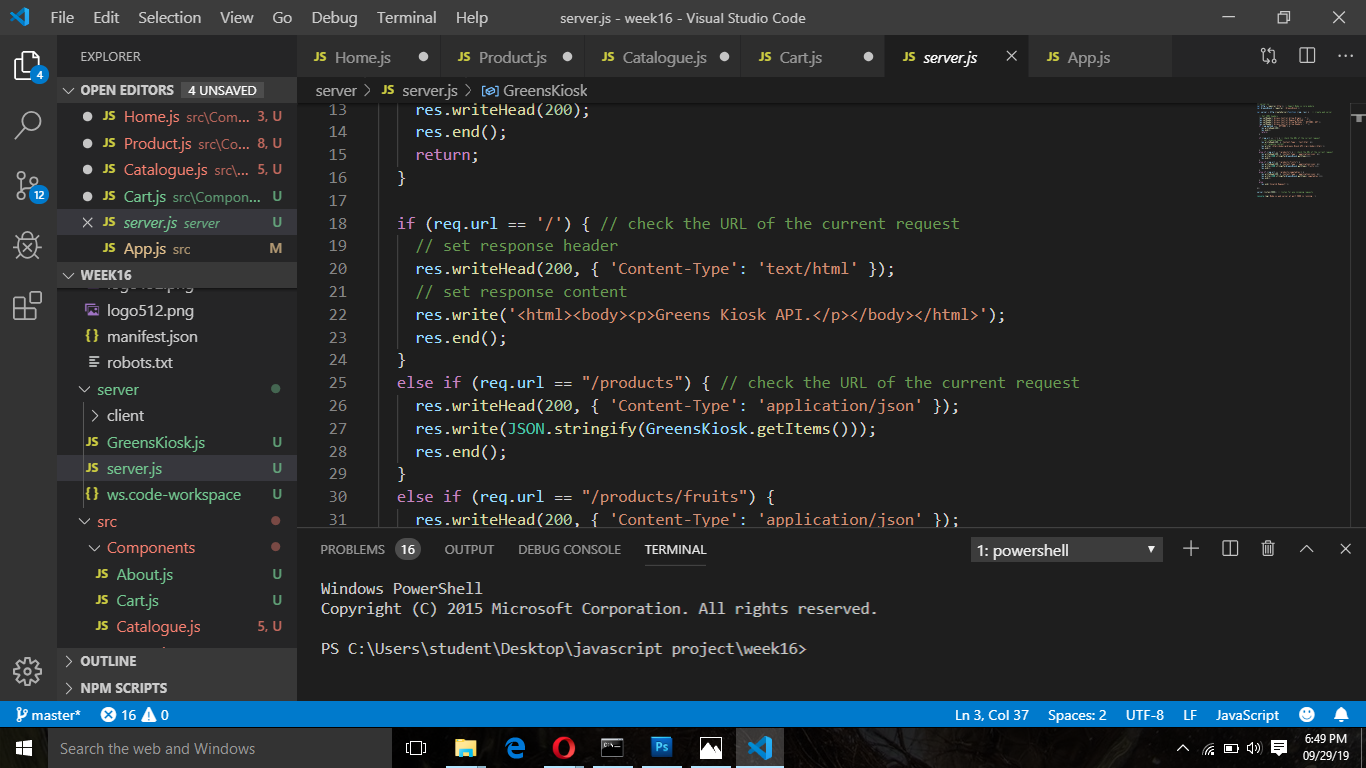 File Edit Selection View Go Debug Terminal Help server.js - week16 - Visual Studio Code
EXPLORER
JS Home.js JS Product.js JS Catalogue.js JS Cart.js JS server.js JS App.js
OPEN EDITORS 4 UNSAVED
server > JS server.js > GreensKiosk
4
JS Home.js src\Com... 3, U
JS Product.js src\Co... 8, U
JS Catalogue.js src\... 5, U
JS Cart.js src\Compon... U
JS server.js server U
JS App.js src M
12
WEEK16
logo512.png
{} manifest.json
robots.txt
server
client
JS GreensKiosk.js U
JS server.js U
{} ws.code-workspace U
src
Components
JS About.js U
JS Cart.js U
JS Catalogue.js 5, U
OUTLINE
NPM SCRIPTS
13 res.writeHead(200);
14 res.end();
15 return;
16 }
17
18 if (req.url == '/') { // check the URL of the current request
19 // set response header
20 res.writeHead(200, { 'Content-Type': 'text/html' });
21 // set response content
22 res.write('<html><body><p>Greens Kiosk API.</p></body></html>');
23 res.end();
24 }
25 else if (req.url == "/products") { // check the URL of the current request
26 res.writeHead(200, { 'Content-Type': 'application/json' });
27 res.write(JSON.stringify(GreensKiosk.getItems()));
28 res.end();
29 }
30 else if (req.url == "/products/fruits") {
31 res.writeHead(200, { 'Content-Type': 'application/json' });
PROBLEMS 16 OUTPUT DEBUG CONSOLE TERMINAL 1: powershell
Windows PowerShell
Copyright (C) 2015 Microsoft Corporation. All rights reserved.
PS C:\Users\student\Desktop\javascript project\week16>
master* 16 0 Ln 3, Col 37 Spaces: 2 UTF-8 LF JavaScript
Search the web and Windows
Ps
6:49 PM
09/29/19